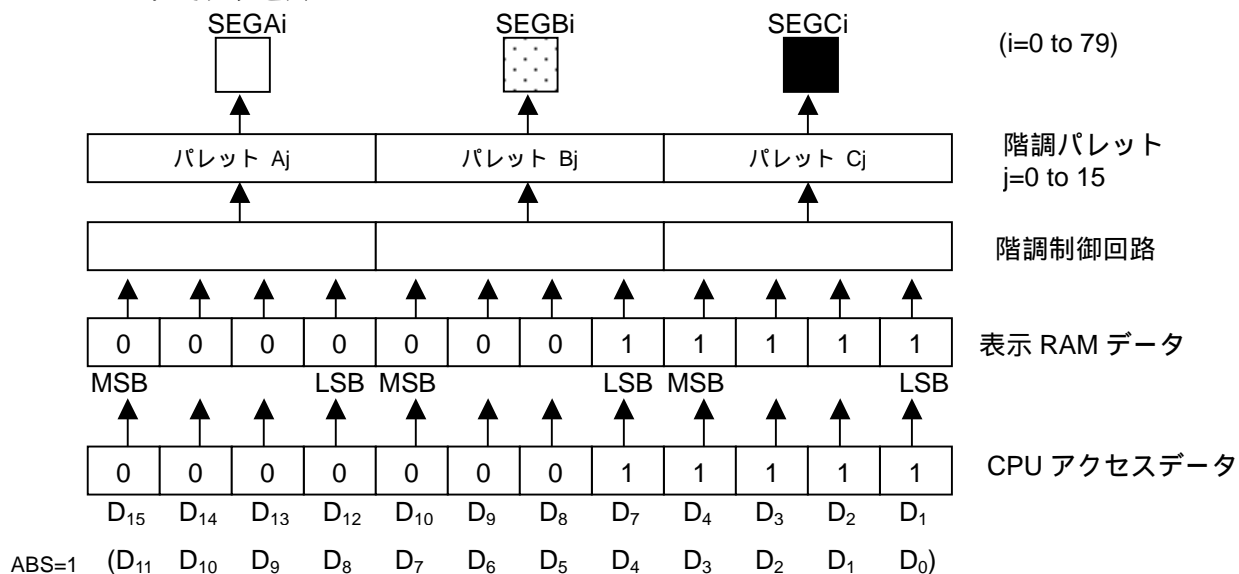 SEGAi SEGBi SEGCi (i=0 to 79)
パレット Aj パレット Bj パレット Cj 階調パレット
j=0 to 15
階調制御回路
0 0 0 0 0 0 0 1 1 1 1 1 表示 RAM データ
MSB LSB MSB LSB MSB LSB
0 0 0 0 0 0 0 1 1 1 1 1 CPU アクセスデータ
D15 D14 D13 D12 D10 D9 D8 D7 D4 D3 D2 D1
ABS=1 (D11 D10 D9 D8 D7 D6 D5 D4 D3 D2 D1 D0)